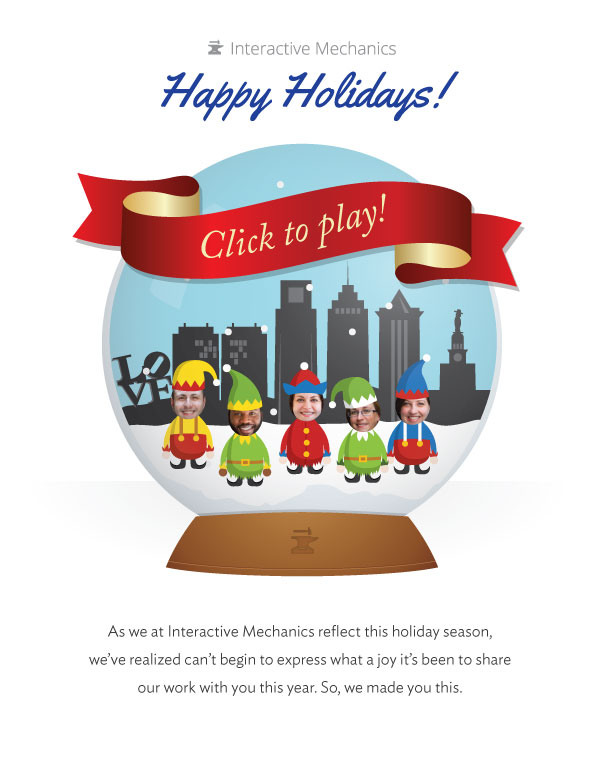 Interactive Mechanics
Happy Holidays!
Click to play!
LOVE
As we at Interactive Mechanics reflect this holiday season,
we've realized can't begin to express what a joy it's been to share
our work with you this year. So, we made you this.